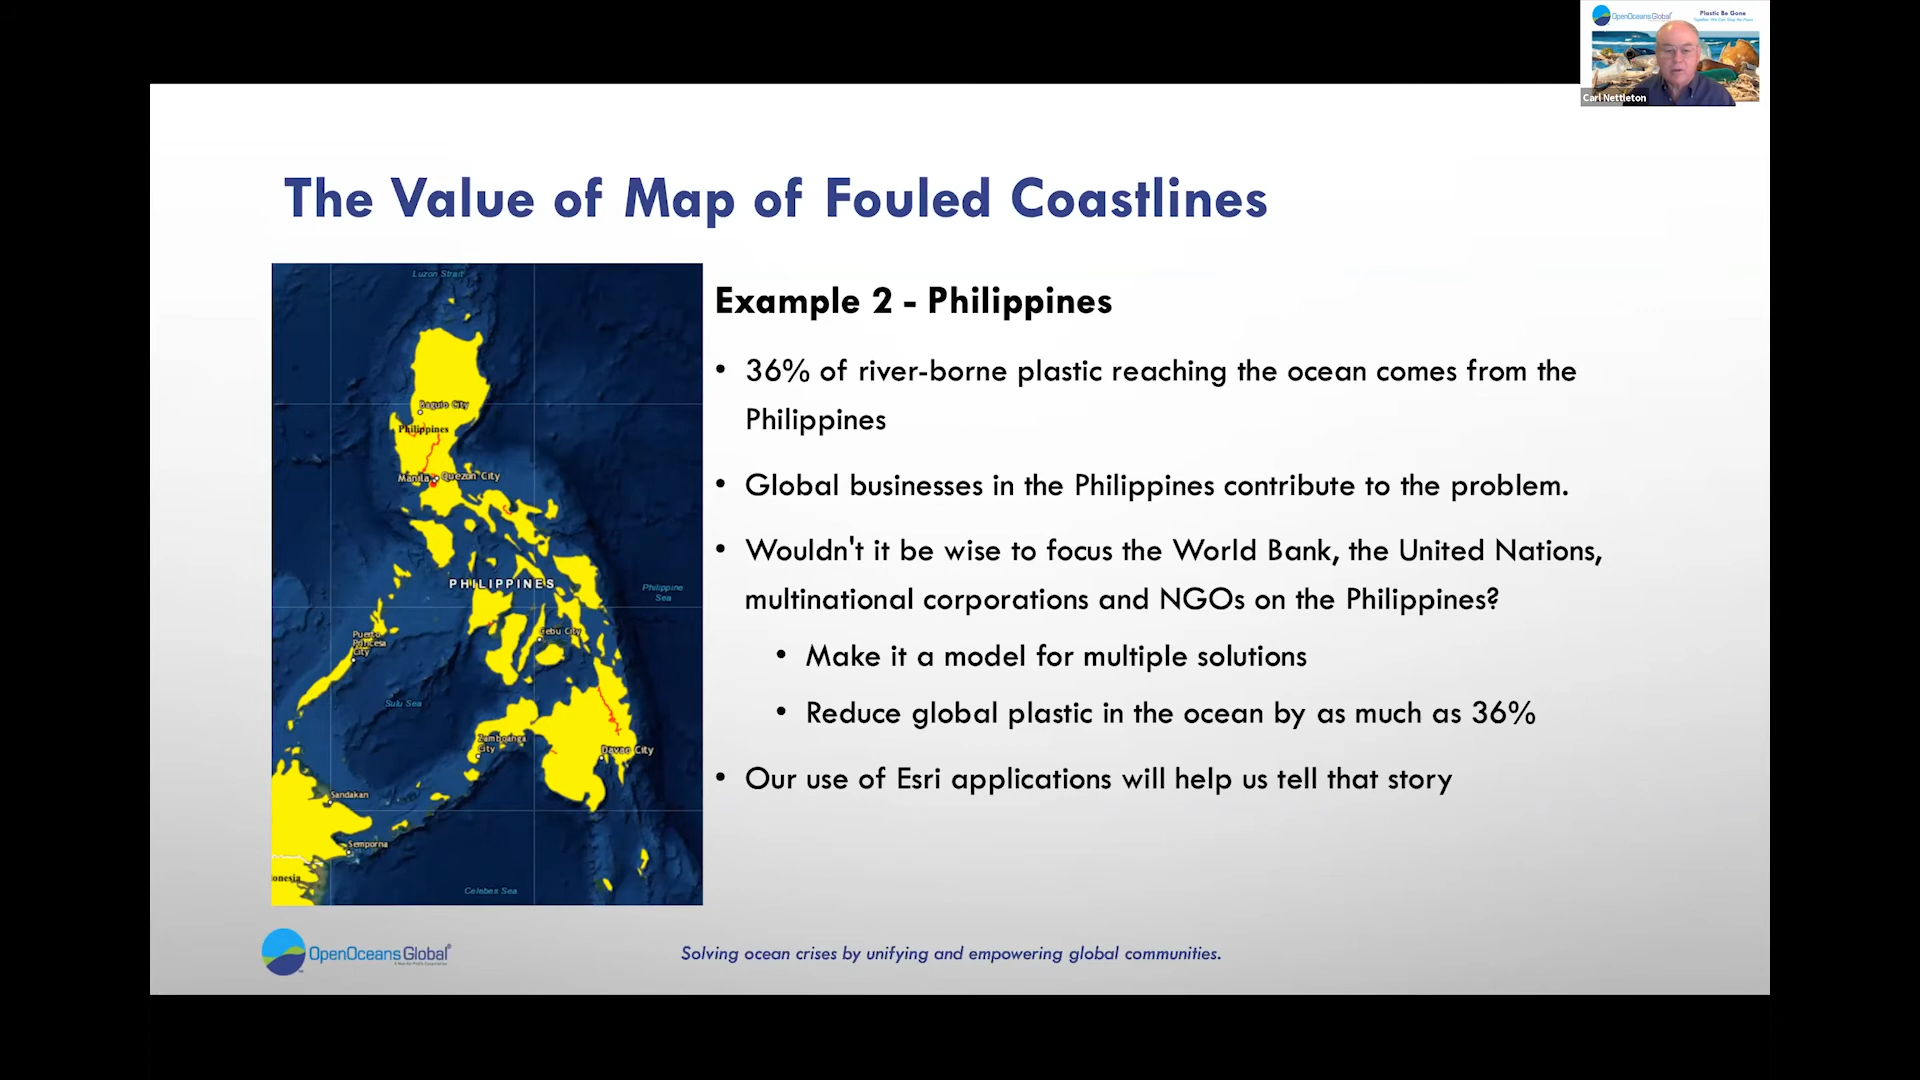 OpenOceans Global
Plastic Be Gone
Carl Nettleton
The Value of Map of Fouled Coastlines
Luzon Strait
Baguio City
Philippines
Manila
Quezon City
PHILIPPINES
Philippine
Sea
Cebu City
Puerto
Princesa
City
Sulu Sea
Zamboanga
City
Davao City
Sandakan
Semporna
onesia
Celebes Sea
Example 2 - Philippines
• 36% of river-borne plastic reaching the ocean comes from the
Philippines
• Global businesses in the Philippines contribute to the problem.
• Wouldn't it be wise to focus the World Bank, the United Nations,
multinational corporations and NGOs on the Philippines?
• Make it a model for multiple solutions
• Reduce global plastic in the ocean by as much as 36%
• Our use of Esri applications will help us tell that story
OpenOceans Global®
Solving ocean crises by unifying and empowering global communities.